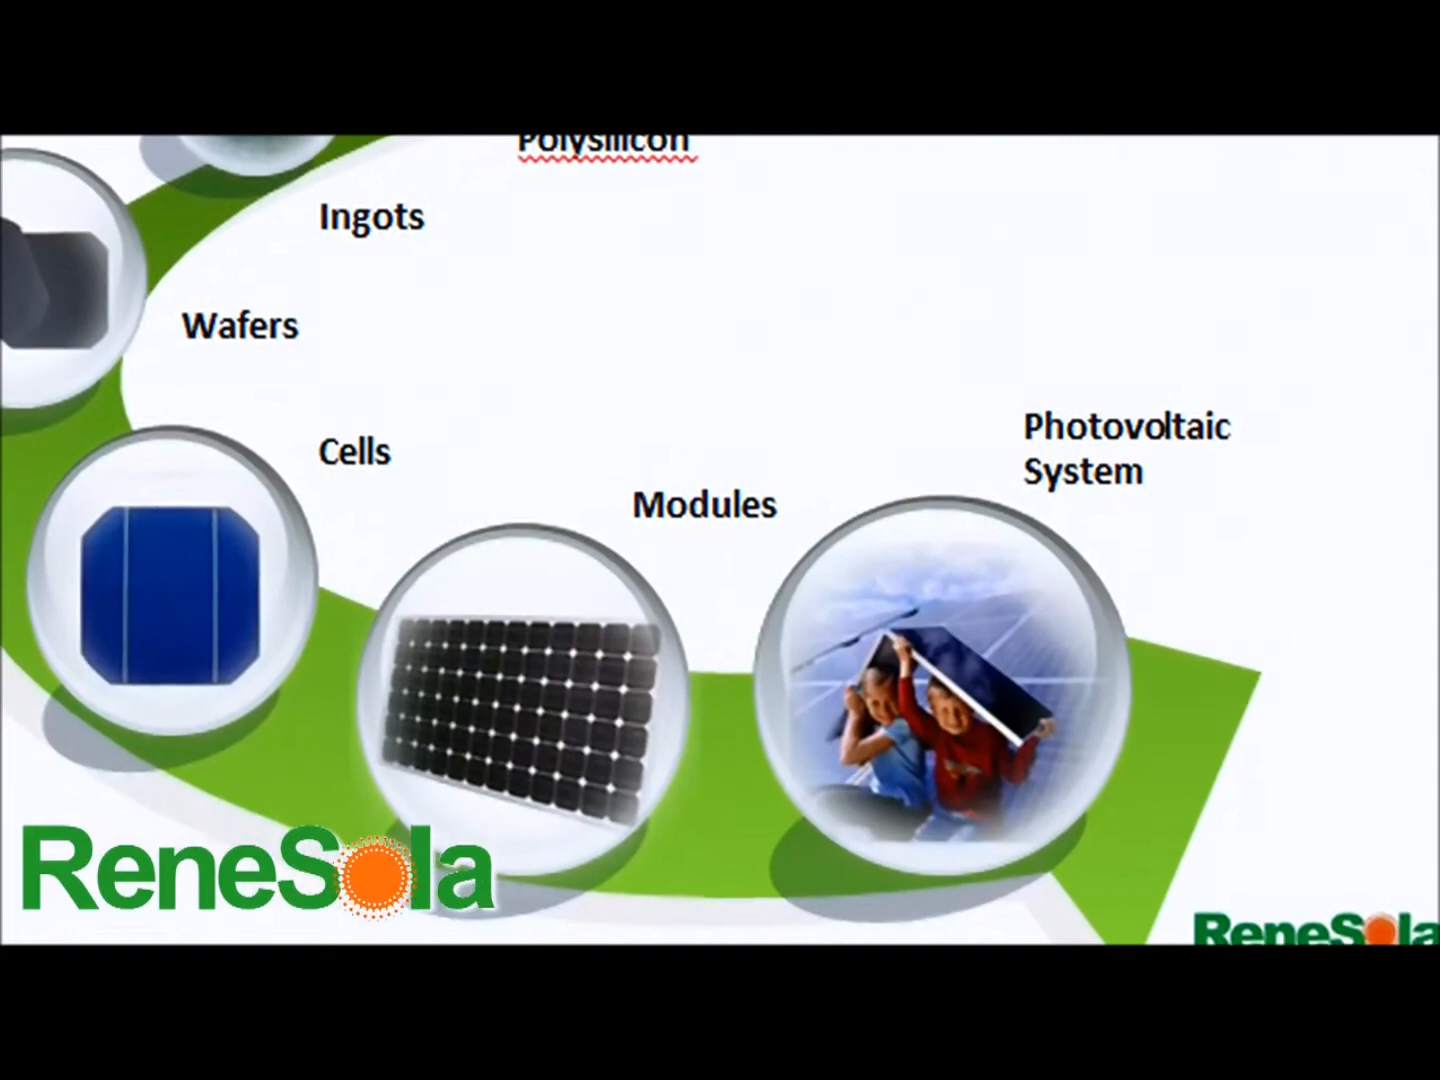 Polysilicon
Ingots
Wafers
Cells
Modules
Photovoltaic
System
ReneSola
ReneSola